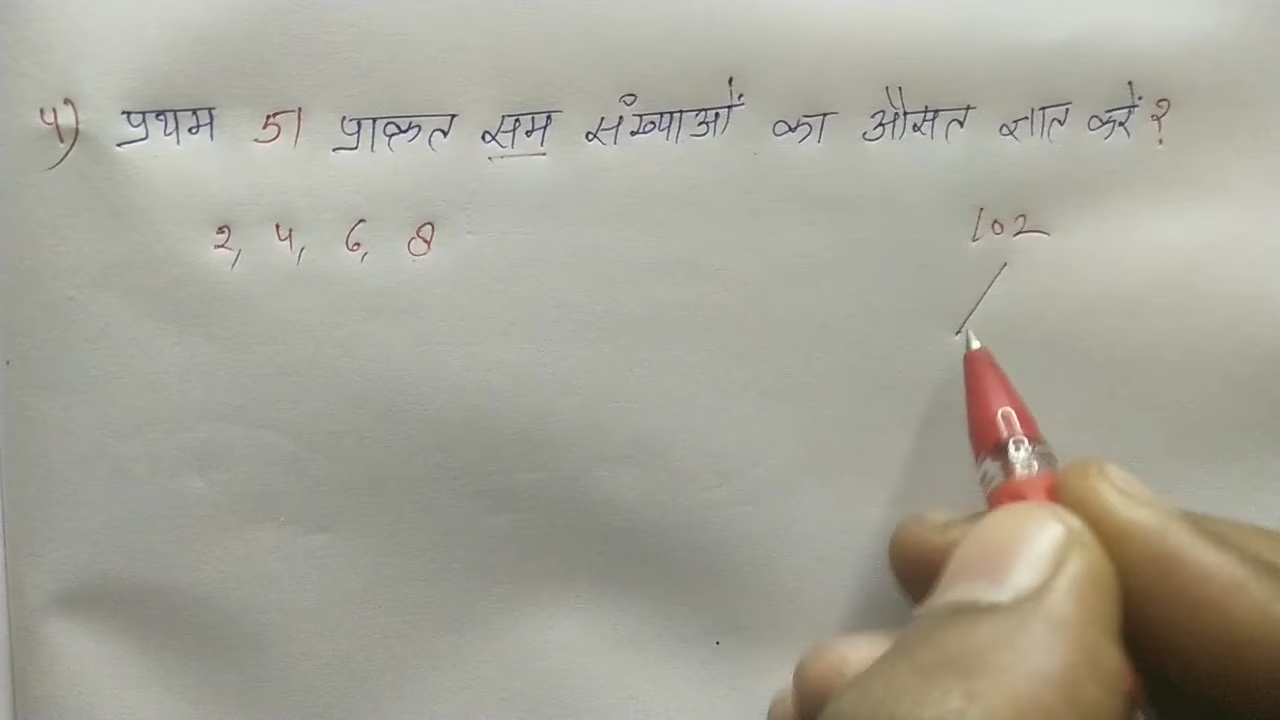 4) प्रथम 51 प्राकृत सम संख्याओं का औसत ज्ञात करें?
2, 4, 6, 8
102